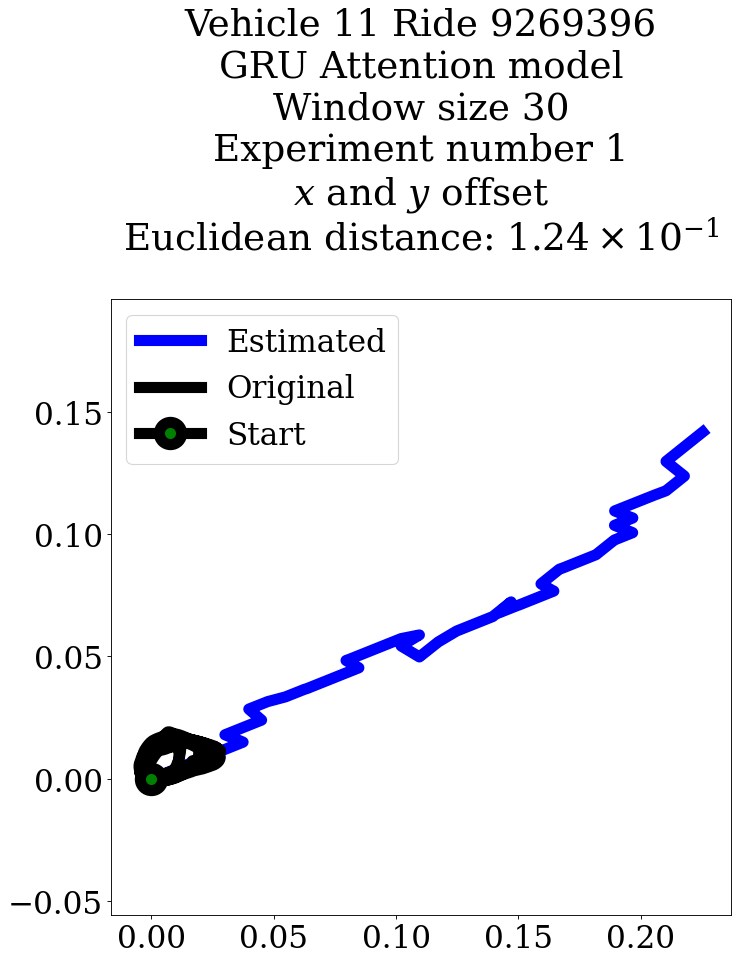 Vehicle 11 Ride 9269396
GRU Attention model
Window size 30
Experiment number 1
x and y offset
Euclidean distance: 1.24 × 10⁻¹
Estimated
Original
Start
0.15
0.10
0.05
0.00
−0.05
0.00 0.05 0.10 0.15 0.20